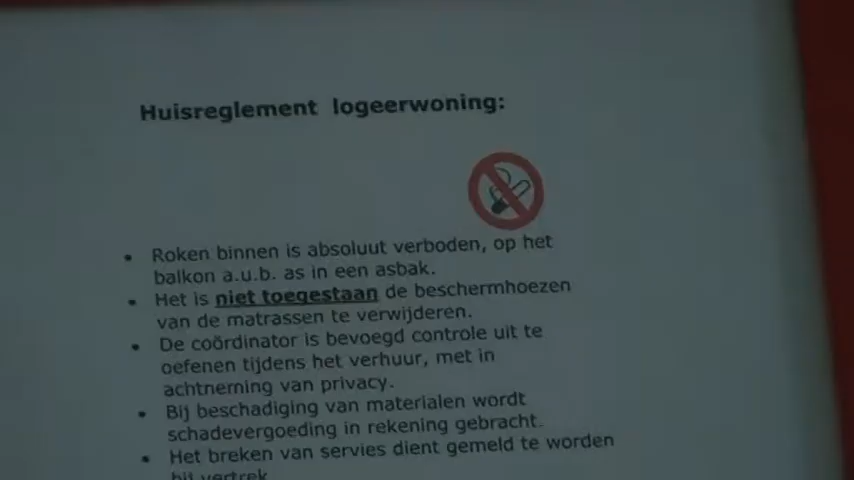 Huisreglement logeerwoning:
• Roken binnen is absoluut verboden, op het
balkon a.u.b. as in een asbak.
• Het is niet toegestaan de beschermhoezen
van de matrassen te verwijderen.
• De coördinator is bevoegd controle uit te
oefenen tijdens het verhuur, met in
achtneming van privacy.
• Bij beschadiging van materialen wordt
schadevergoeding in rekening gebracht.
• Het breken van servies dient gemeld te worden
bij vertrek